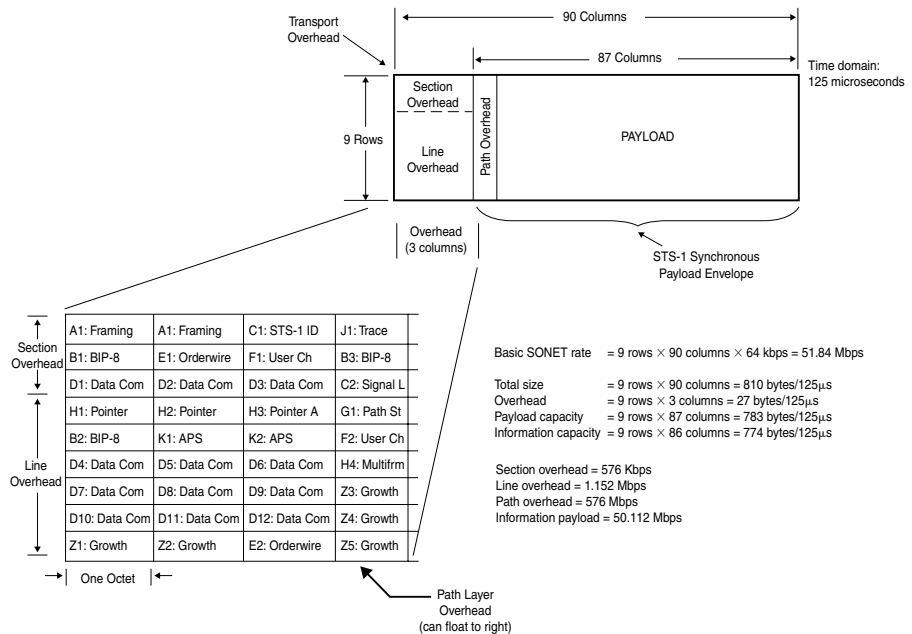 90 Columns
Transport
Overhead
87 Columns
Time domain:
125 microseconds
Section
Overhead
9 Rows
Line
Overhead
Path Overhead
PAYLOAD
Overhead
(3 columns)
STS-1 Synchronous
Payload Envelope
Section
Overhead
Line
Overhead
A1: Framing A1: Framing C1: STS-1 ID J1: Trace
B1: BIP-8 E1: Orderwire F1: User Ch B3: BIP-8
D1: Data Com D2: Data Com D3: Data Com C2: Signal L
H1: Pointer H2: Pointer H3: Pointer A G1: Path St
B2: BIP-8 K1: APS K2: APS F2: User Ch
D4: Data Com D5: Data Com D6: Data Com H4: Multifrm
D7: Data Com D8: Data Com D9: Data Com Z3: Growth
D10: Data Com D11: Data Com D12: Data Com Z4: Growth
Z1: Growth Z2: Growth E2: Orderwire Z5: Growth
One Octet
Path Layer
Overhead
(can float to right)
Basic SONET rate = 9 rows × 90 columns × 64 kbps = 51.84 Mbps
Total size = 9 rows × 90 columns = 810 bytes/125μs
Overhead = 9 rows × 3 columns = 27 byte/125μs
Payload capacity = 9 rows × 87 columns = 783 bytes/125μs
Information capacity = 9 rows × 86 columns = 774 bytes/125μs
Section overhead = 576 Kbps
Line overhead = 1.152 Mbps
Path overhead = 576 Mbps
Information payload = 50.112 Mbps